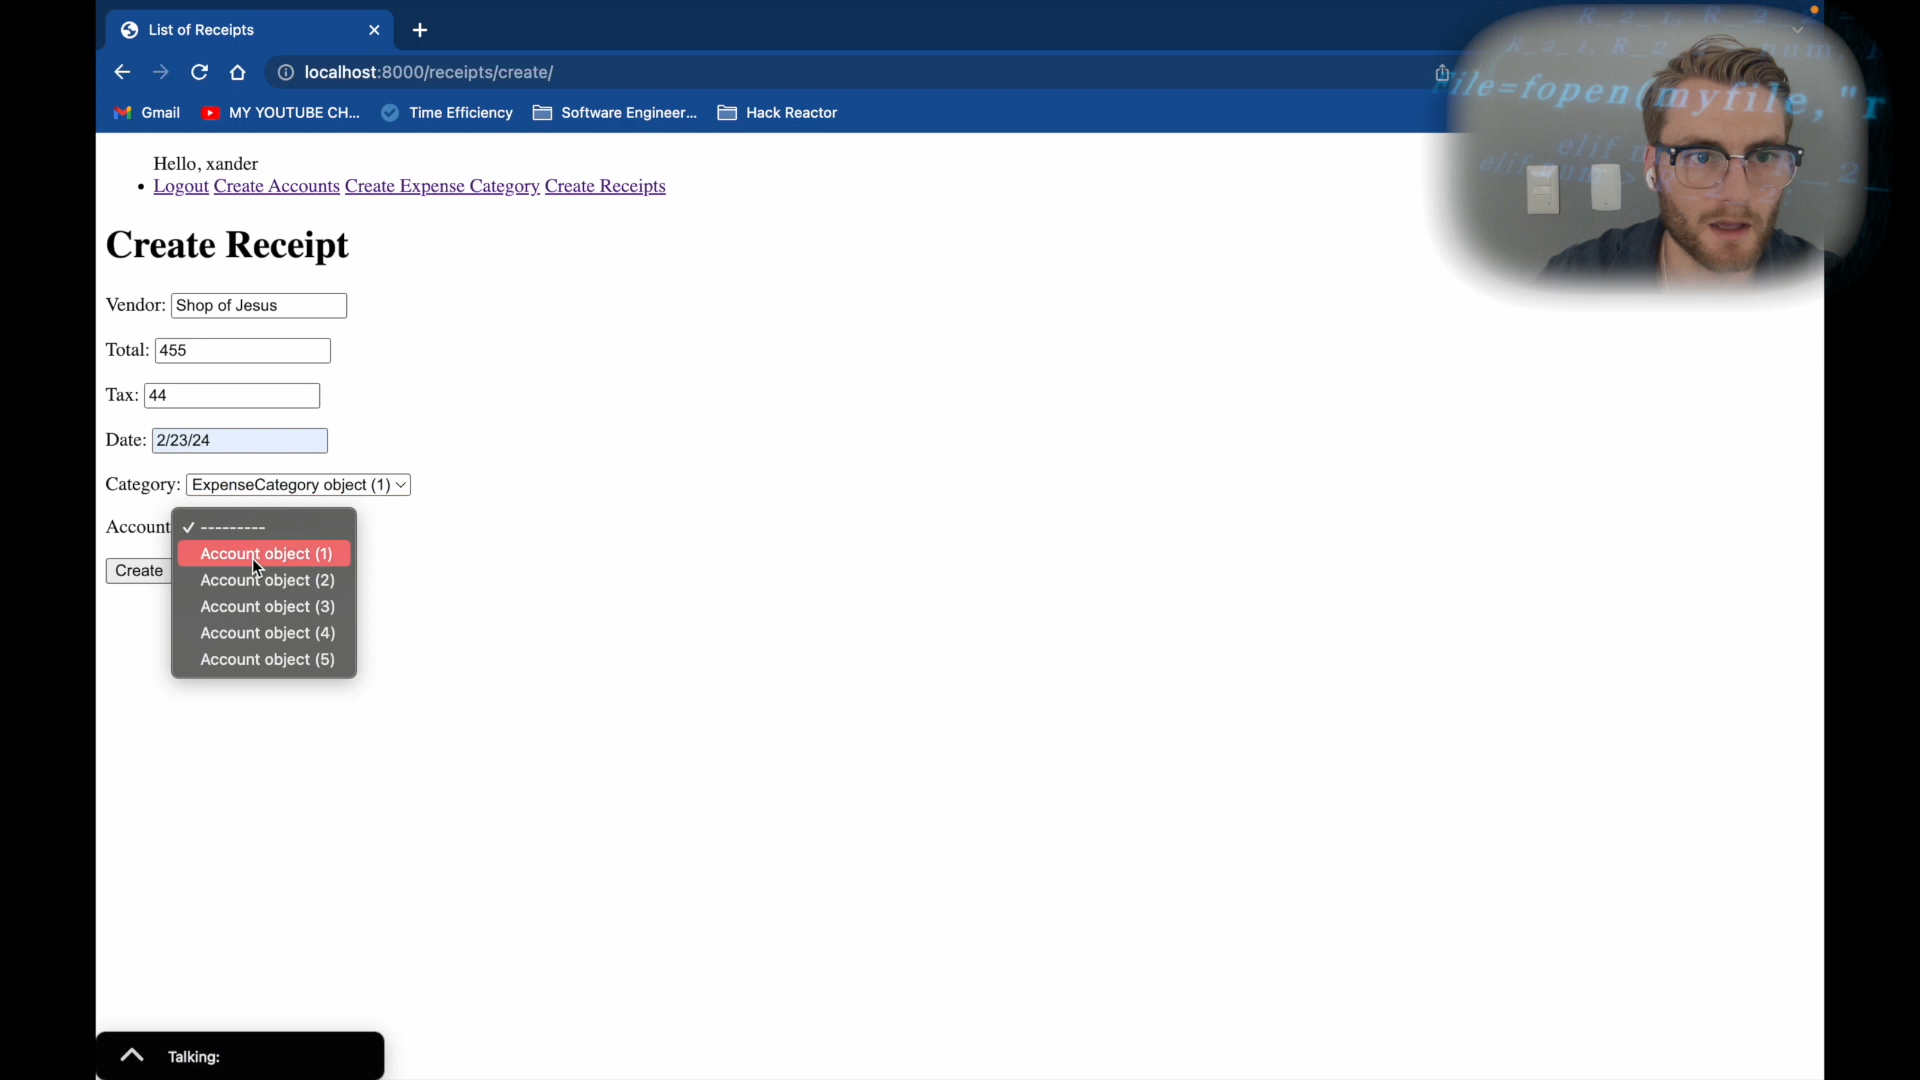 List of Receipts
localhost:8000/receipts/create/
Gmail MY YOUTUBE CH... Time Efficiency Software Engineer... Hack Reactor
Hello, xander
Logout Create Accounts Create Expense Category Create Receipts
Create Receipt
Vendor: Shop of Jesus
Total: 455
Tax: 44
Date: 2/23/24
Category: ExpenseCategory object (1)
Account ---------
Account object (1)
Create
Account object (2)
Account object (3)
Account object (4)
Account object (5)
Talking:
file=fopen(myfile,"r